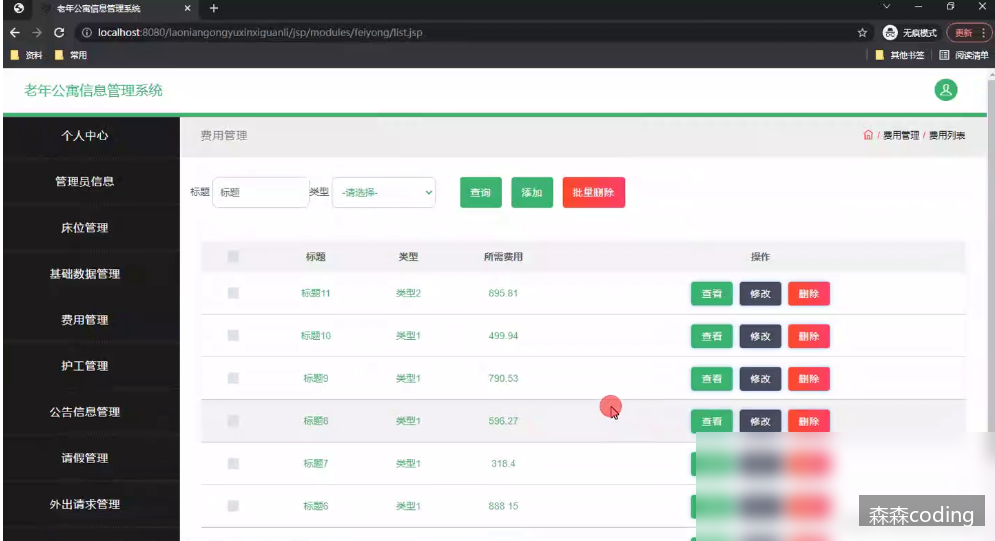 老年公寓信息管理系统
localhost:8080/laoniangongyuxinxiguanli/jsp/modules/feiyong/list.jsp
无痕模式
更新
资料
常用
其他书签
阅读清单
老年公寓信息管理系统
个人中心
管理员信息
床位管理
基础数据管理
费用管理
护工管理
公告信息管理
请假管理
外出请求管理
费用管理
/ 费用管理 / 费用列表
标题 标题 类型 -请选择- 查询 添加 批量删除
标题 类型 所需费用 操作
标题11 类型2 895.81 查看 修改 删除
标题10 类型1 499.94 查看 修改 删除
标题9 类型1 790.53 查看 修改 删除
标题8 类型1 596.27 查看 修改 删除
标题7 类型1 318.4
标题6 类型1 888.15
森森coding